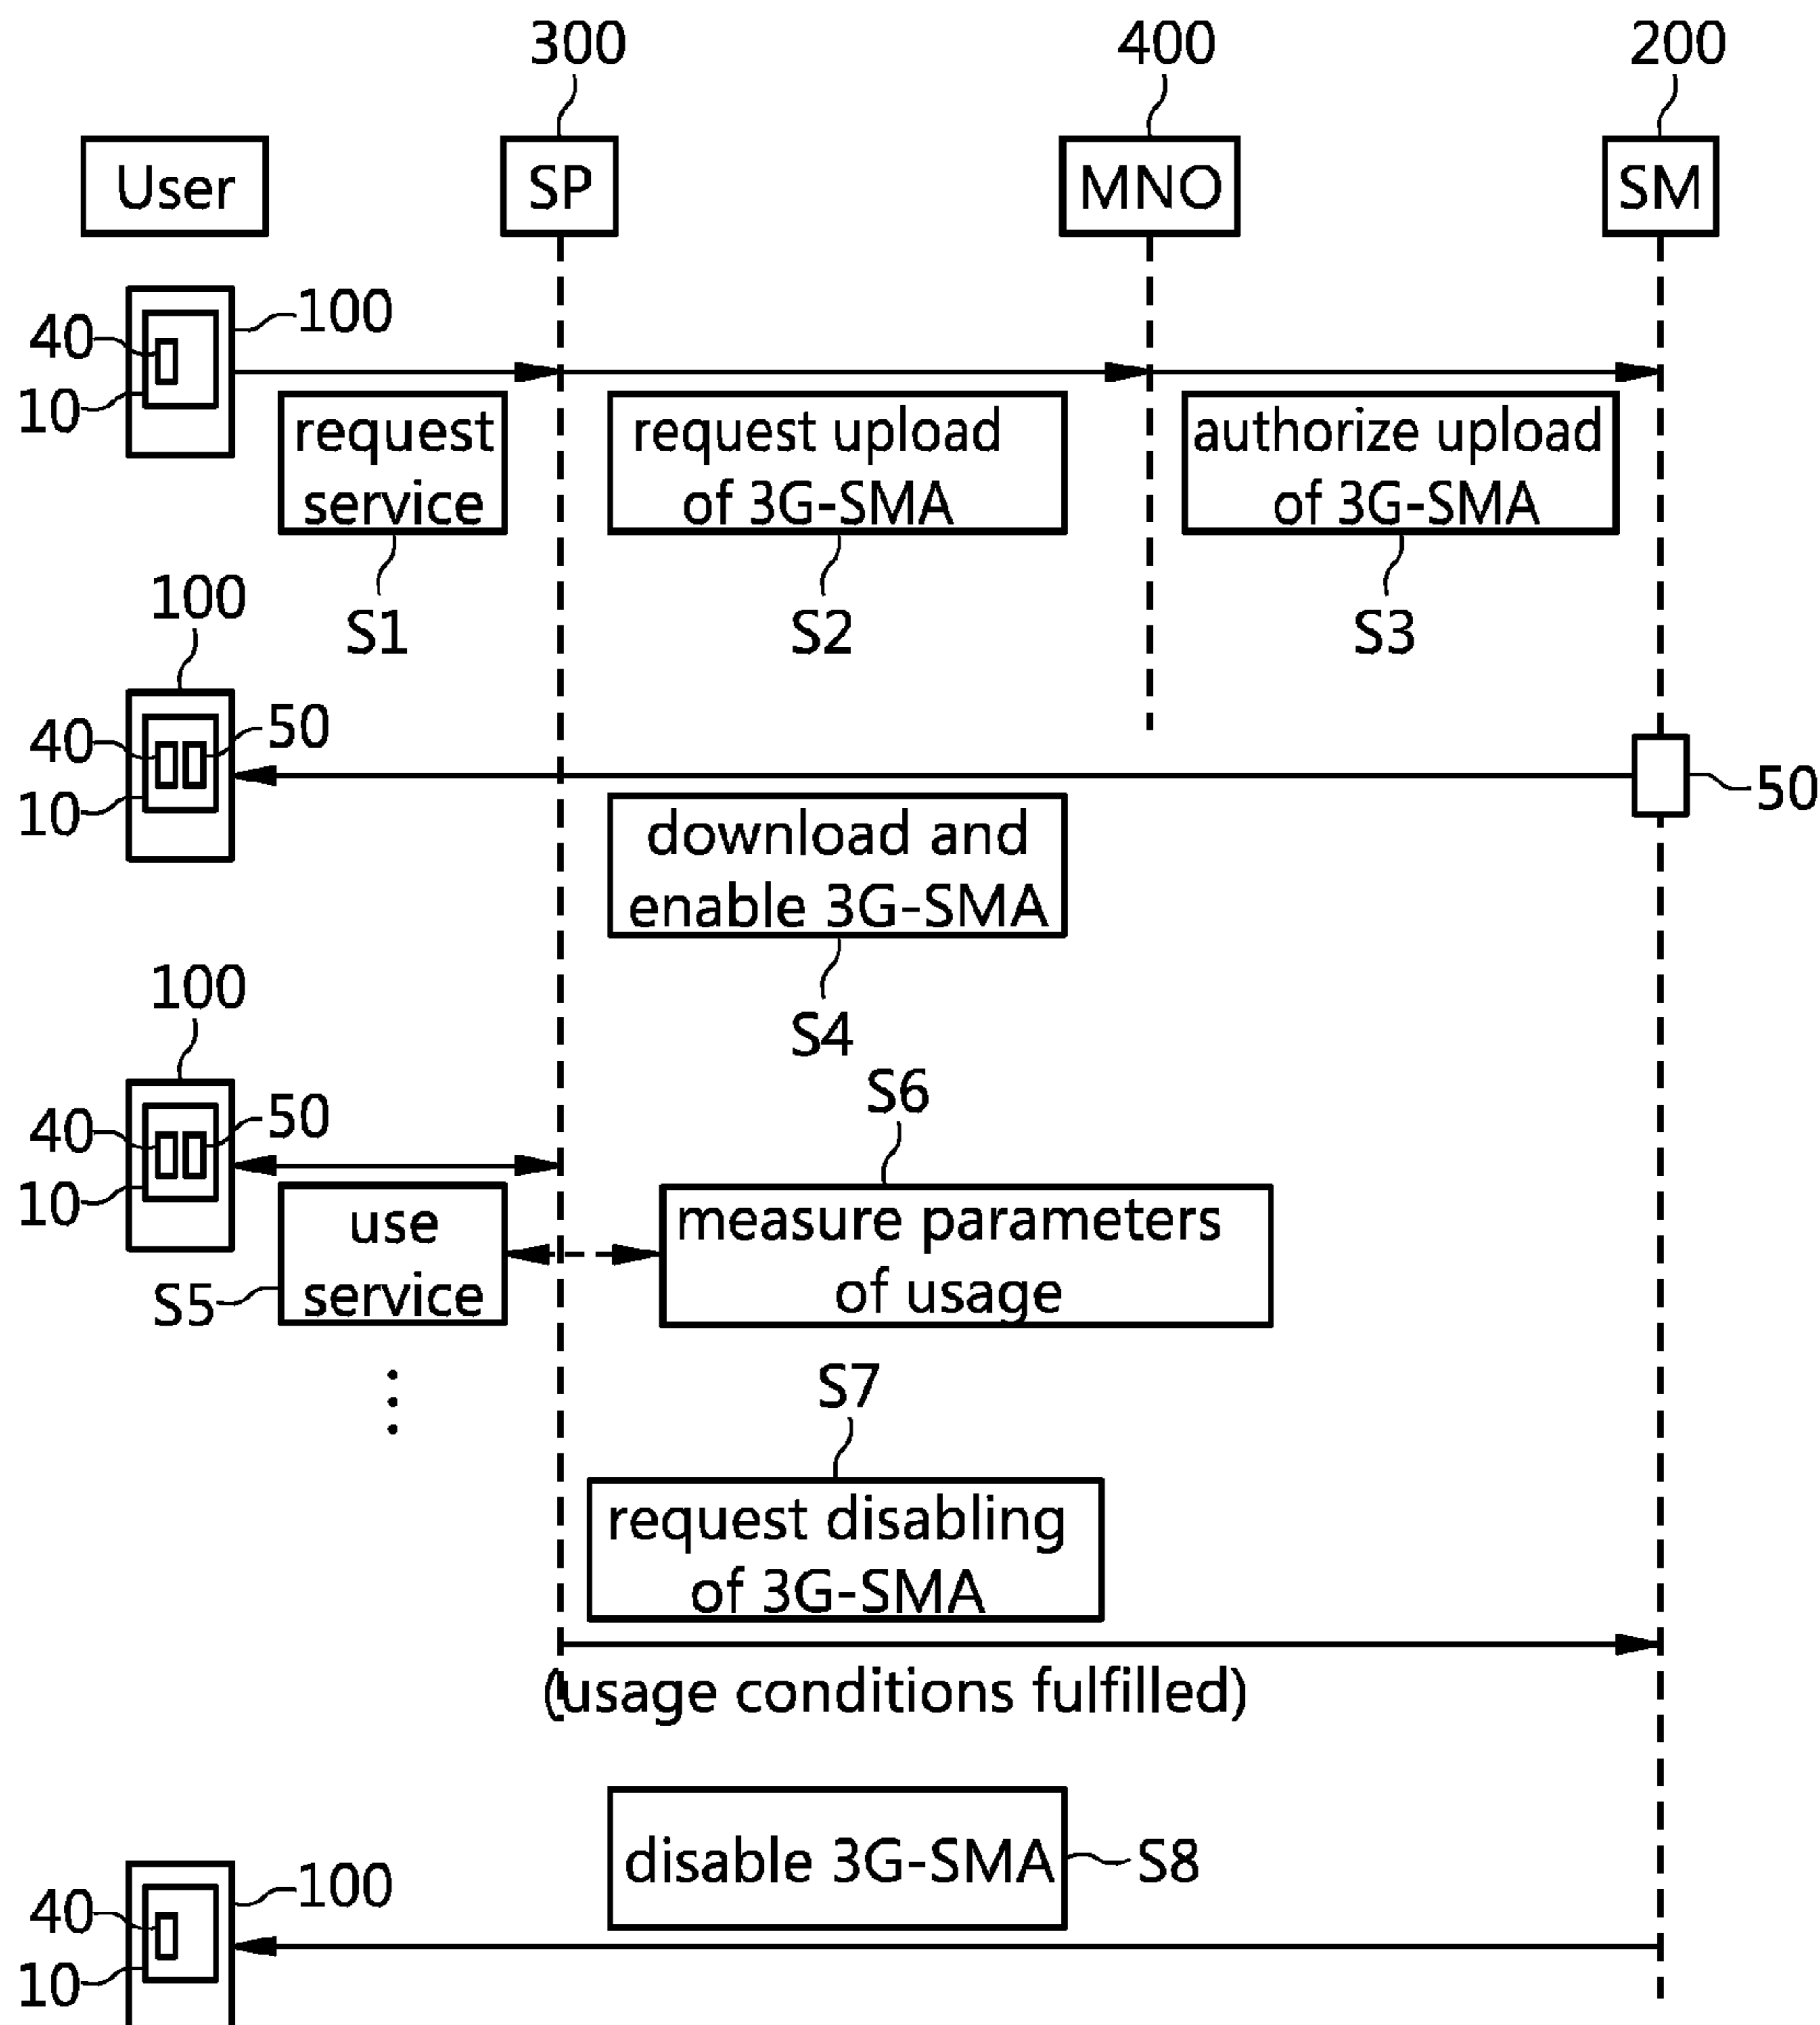 300
400
200
User
SP
MNO
SM
40
100
10
request
service
request upload
of 3G-SMA
authorize upload
of 3G-SMA
100
S1
S2
S3
40
50
10
50
download and
enable 3G-SMA
100
S4
S6
40
50
10
use
service
measure parameters
of usage
S5
S7
request disabling
of 3G-SMA
(usage conditions fulfilled)
disable 3G-SMA
S8
40
100
10